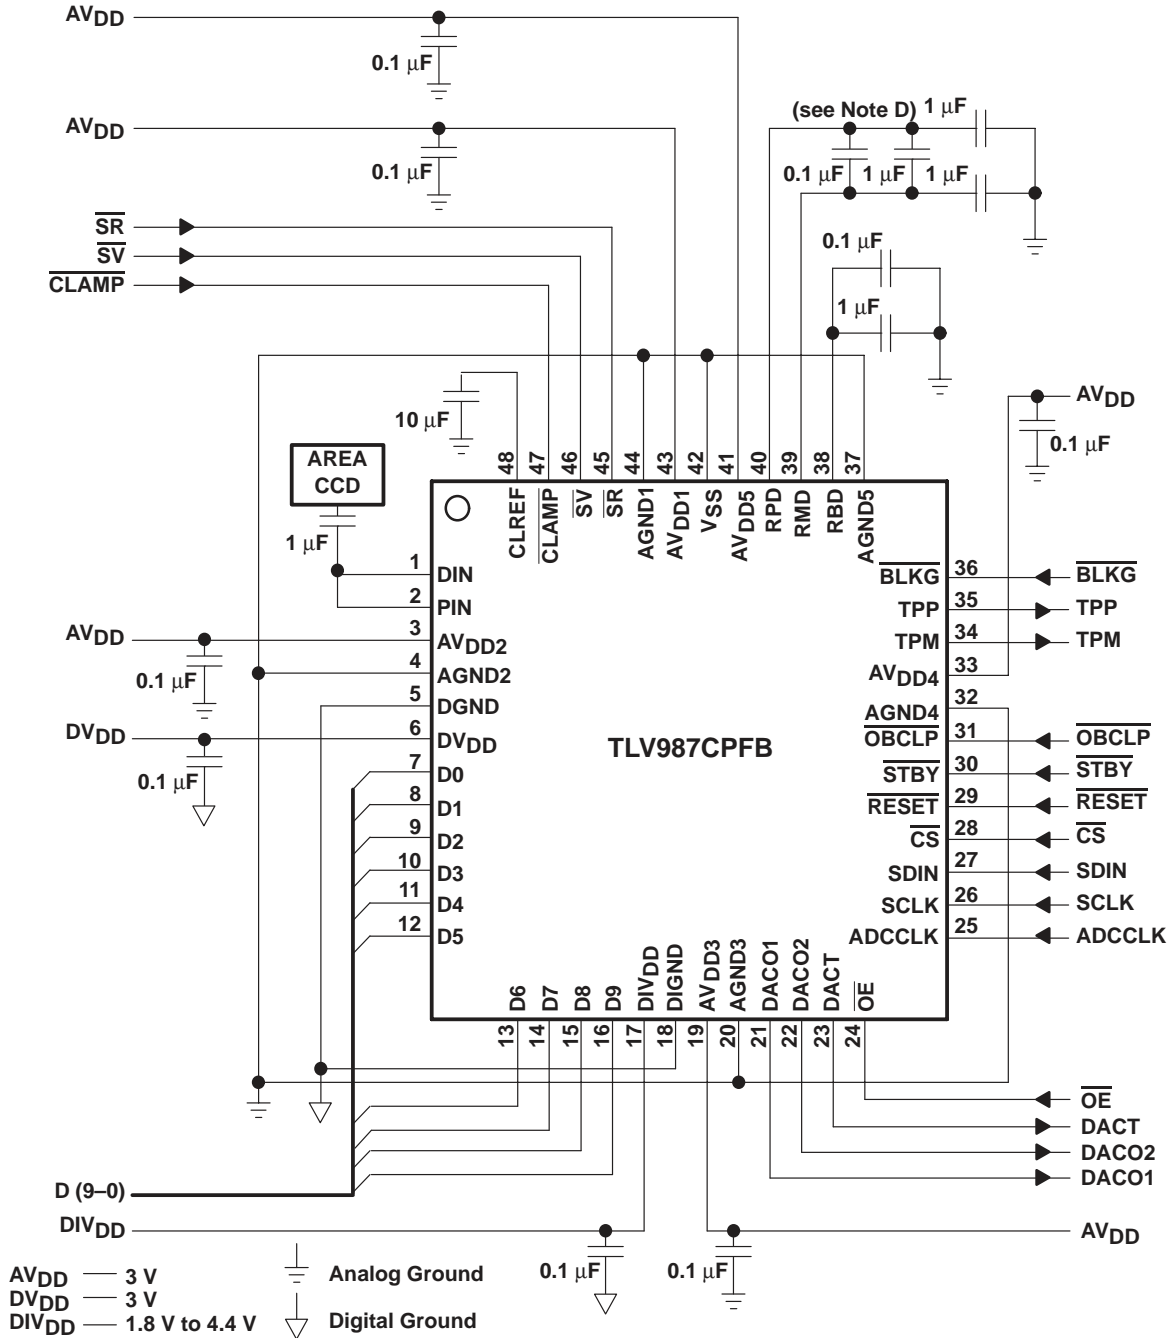 AVDD
0.1 μF
AVDD
0.1 μF
(see Note D)
1 μF
0.1 μF
1 μF
1 μF
SR
SV
CLAMP
0.1 μF
1 μF
10 μF
AVDD
0.1 μF
AREA
CCD
1 μF
48 47 46 45 44 43 42 41 40 39 38 37
CLREF
CLAMP
SV
SR
AGND1
AVDD1
VSS
AVDD5
RPD
RMD
RBD
AGND5
1 DIN
2 PIN
AVDD
3 AVDD2
0.1 μF
4 AGND2
5 DGND
DVDD
6 DVDD
0.1 μF
7 D0
8 D1
9 D2
10 D3
11 D4
12 D5
TLV987CPFB
BLKG 36 BLKG
TPP 35 TPP
TPM 34 TPM
AVDD4 33
AGND4 32
OBCLP 31 OBCLP
STBY 30 STBY
RESET 29 RESET
CS 28 CS
SDIN 27 SDIN
SCLK 26 SCLK
ADCCLK 25 ADCCLK
D6
D7
D8
D9
DIVDD
DIGND
AVDD3
AGND3
DACO1
DACO2
DACT
OE
13 14 15 16 17 18 19 20 21 22 23 24
OE
DACT
DACO2
DACO1
D (9–0)
DIVDD
AVDD
0.1 μF
0.1 μF
AVDD — 3 V
DVDD — 3 V
DIVDD — 1.8 V to 4.4 V
Analog Ground
Digital Ground